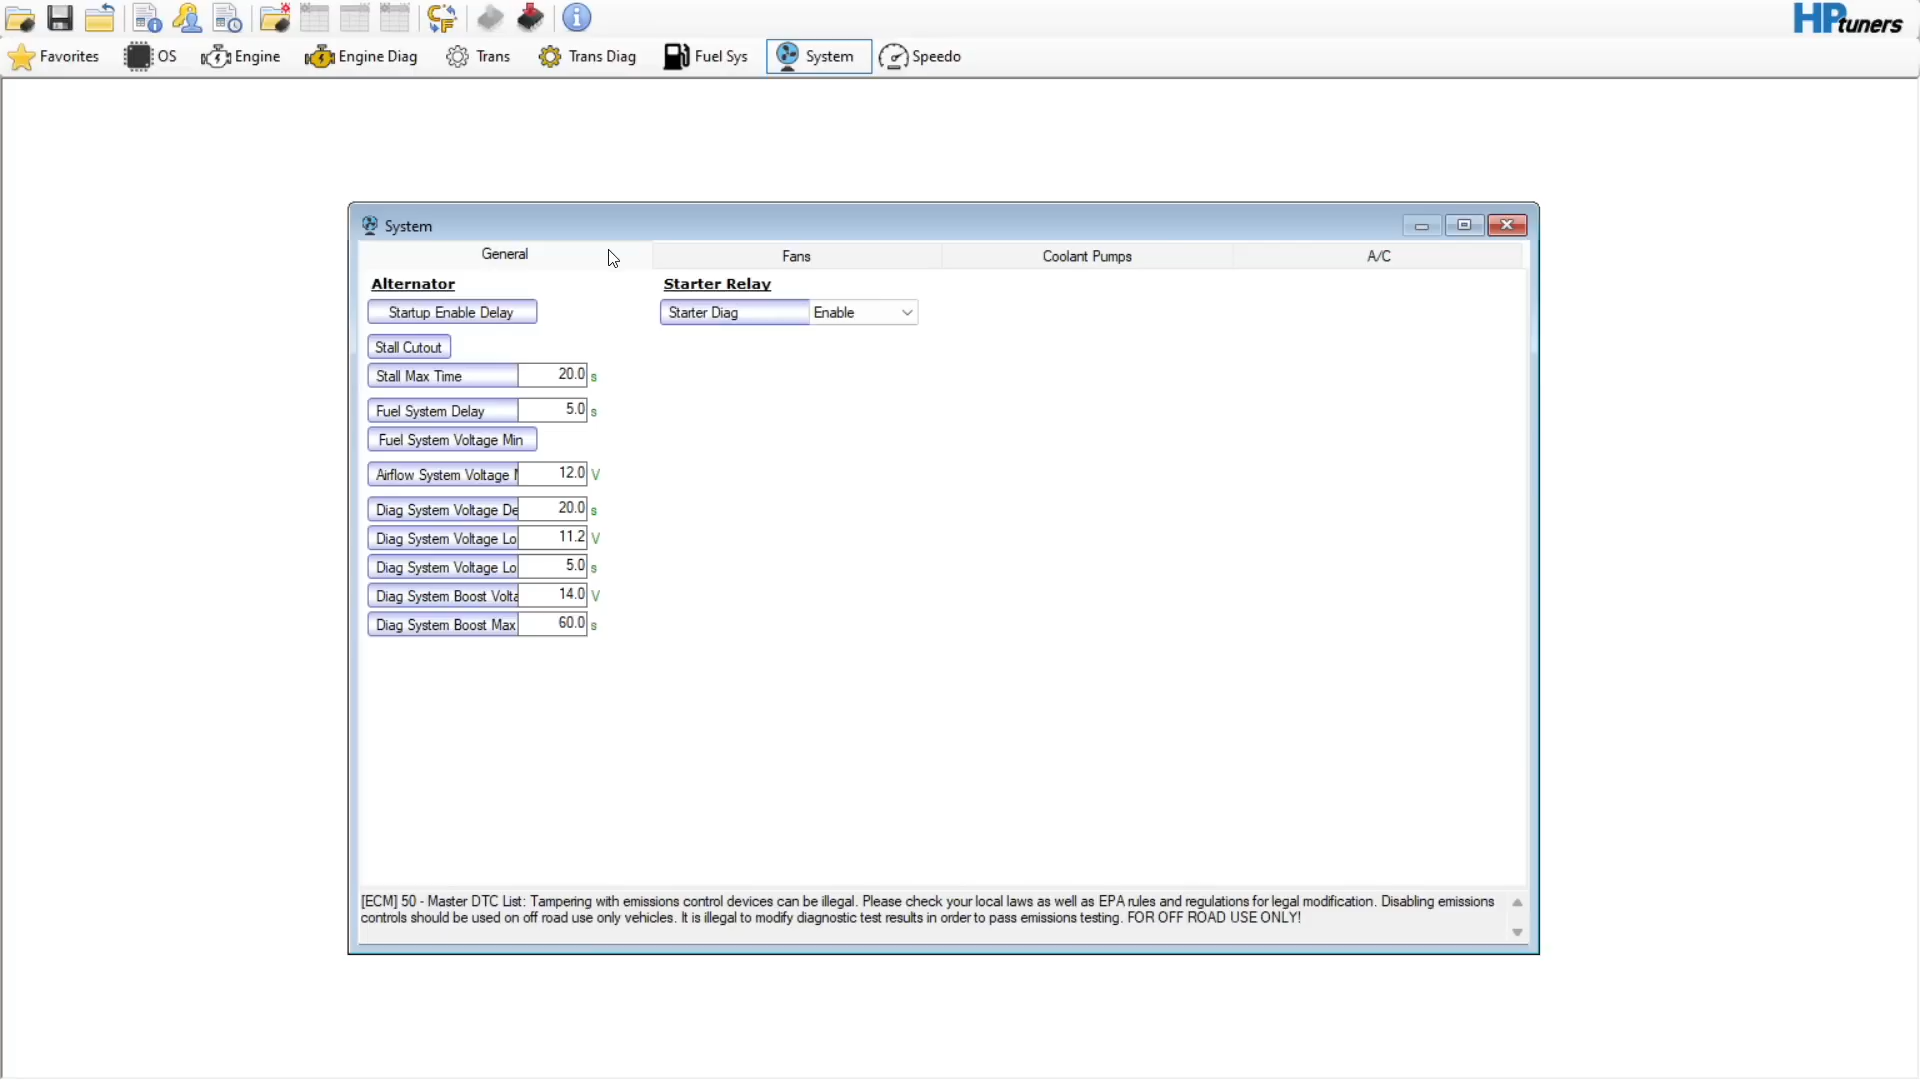 HPtuners
Favorites OS Engine Engine Diag Trans Trans Diag Fuel Sys System Speedo
System
General Fans Coolant Pumps A/C
Alternator
Startup Enable Delay
Stall Cutout
Stall Max Time 20.0 s
Fuel System Delay 5.0 s
Fuel System Voltage Min
Airflow System Voltage 12.0 V
Diag System Voltage De 20.0 s
Diag System Voltage Lo 11.2 V
Diag System Voltage Lo 5.0 s
Diag System Boost Volta 14.0 V
Diag System Boost Max 60.0 s
Starter Relay
Starter Diag Enable
[ECM] 50 - Master DTC List: Tampering with emissions control devices can be illegal. Please check your local laws as well as EPA rules and regulations for legal modification. Disabling emissions
controls should be used on off road use only vehicles. It is illegal to modify diagnostic test results in order to pass emissions testing. FOR OFF ROAD USE ONLY!